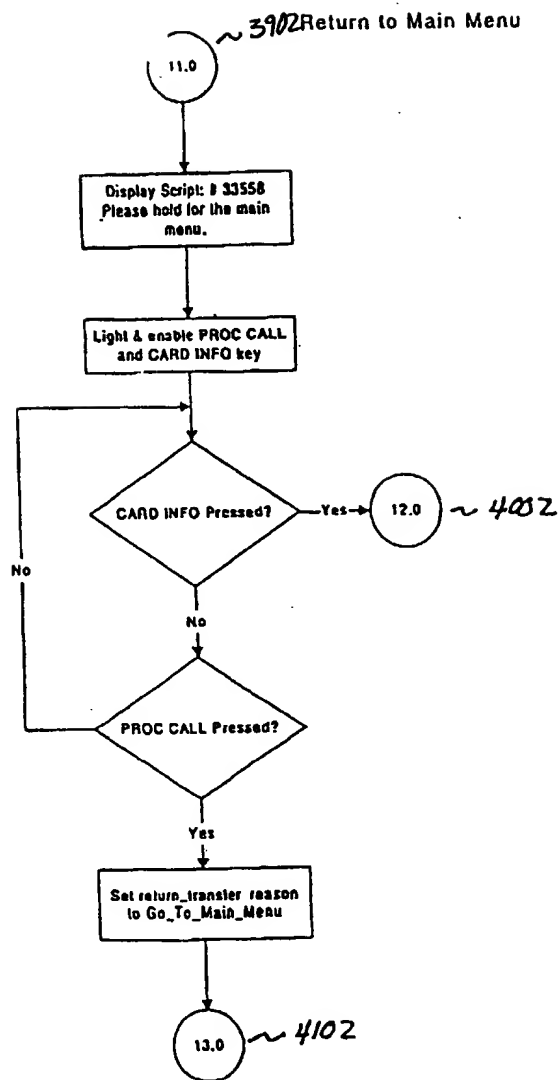 3902 Return to Main Menu
11.0
Display Script: # 33558
Please hold for the main
menu.
Light & enable PROC CALL
and CARD INFO key
CARD INFO Pressed?
Yes
12.0
4002
No
No
PROC CALL Pressed?
Yes
Set return_transfer reason
to Go_To_Main_Menu
13.0
4102